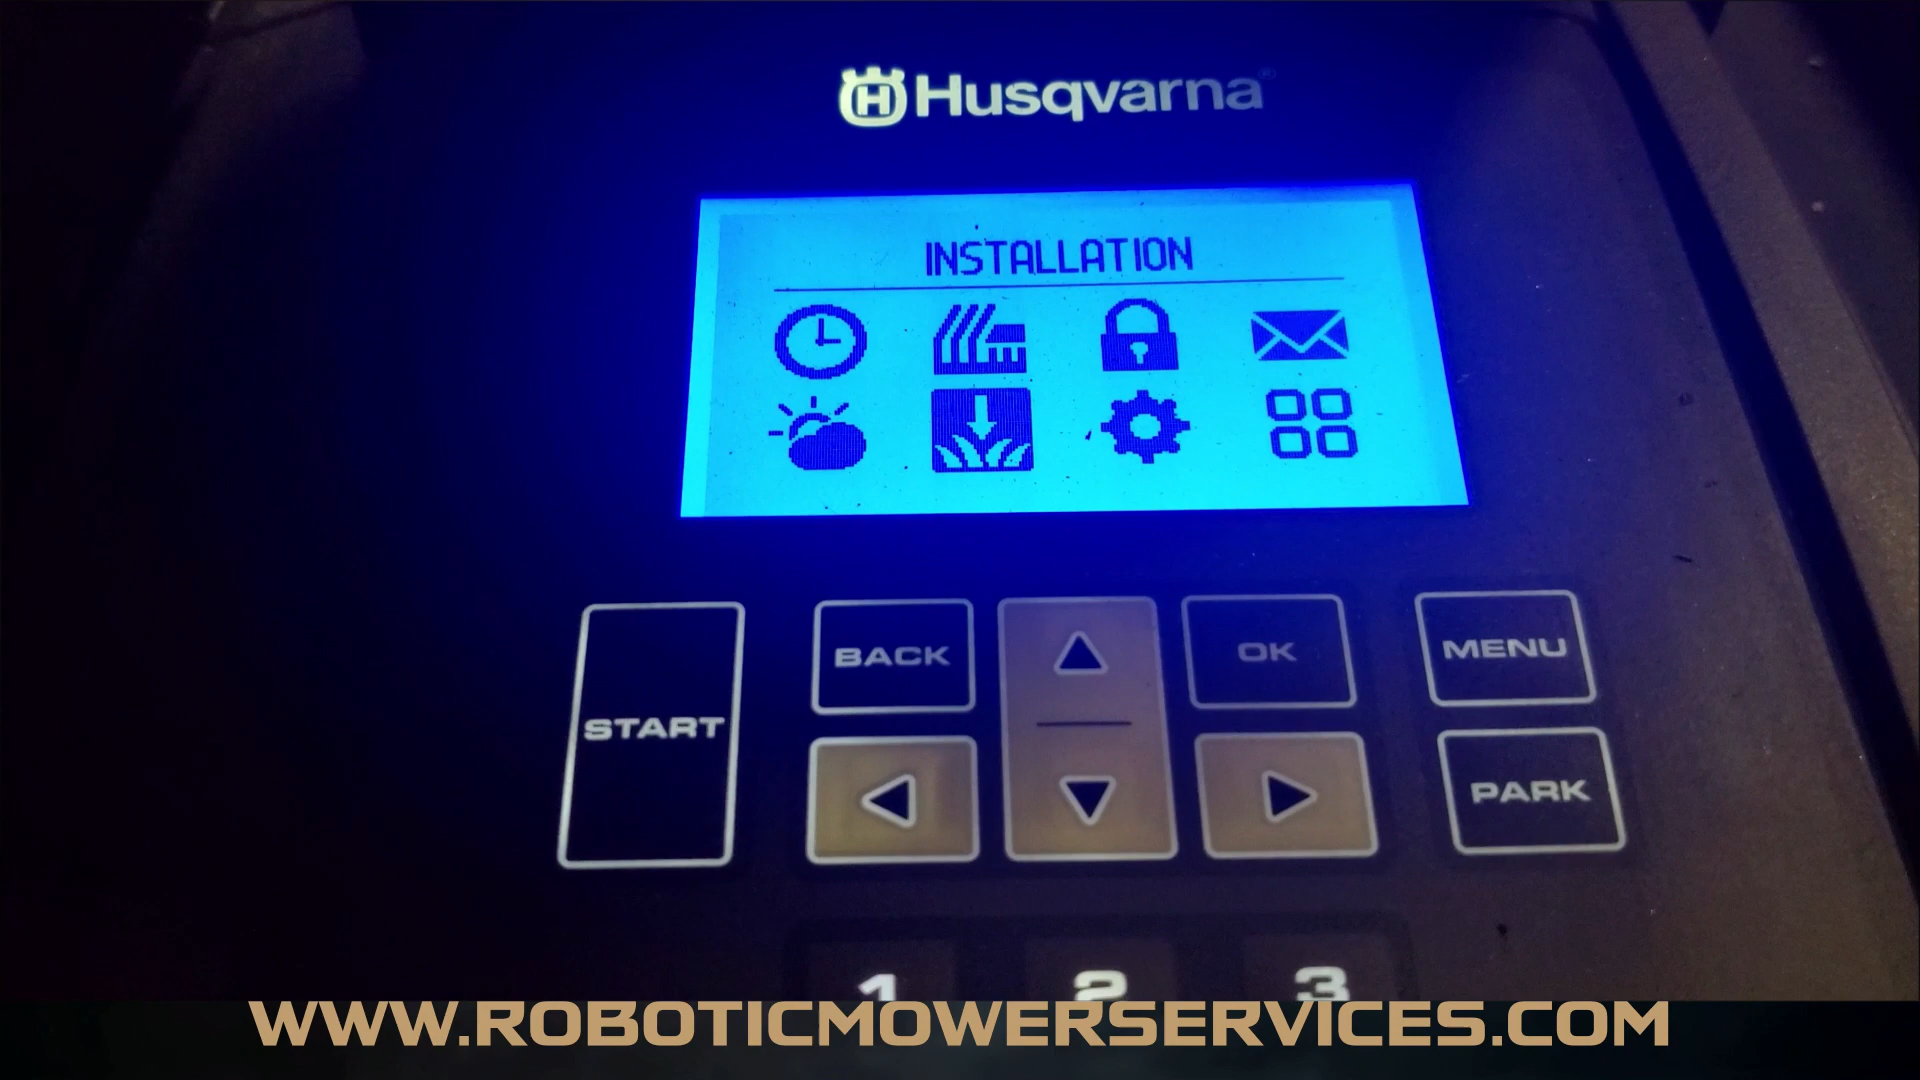 Husqvarna®
INSTALLATION
START
BACK
OK
MENU
PARK
1 2 3
WWW.ROBOTICMOWERSERVICES.COM